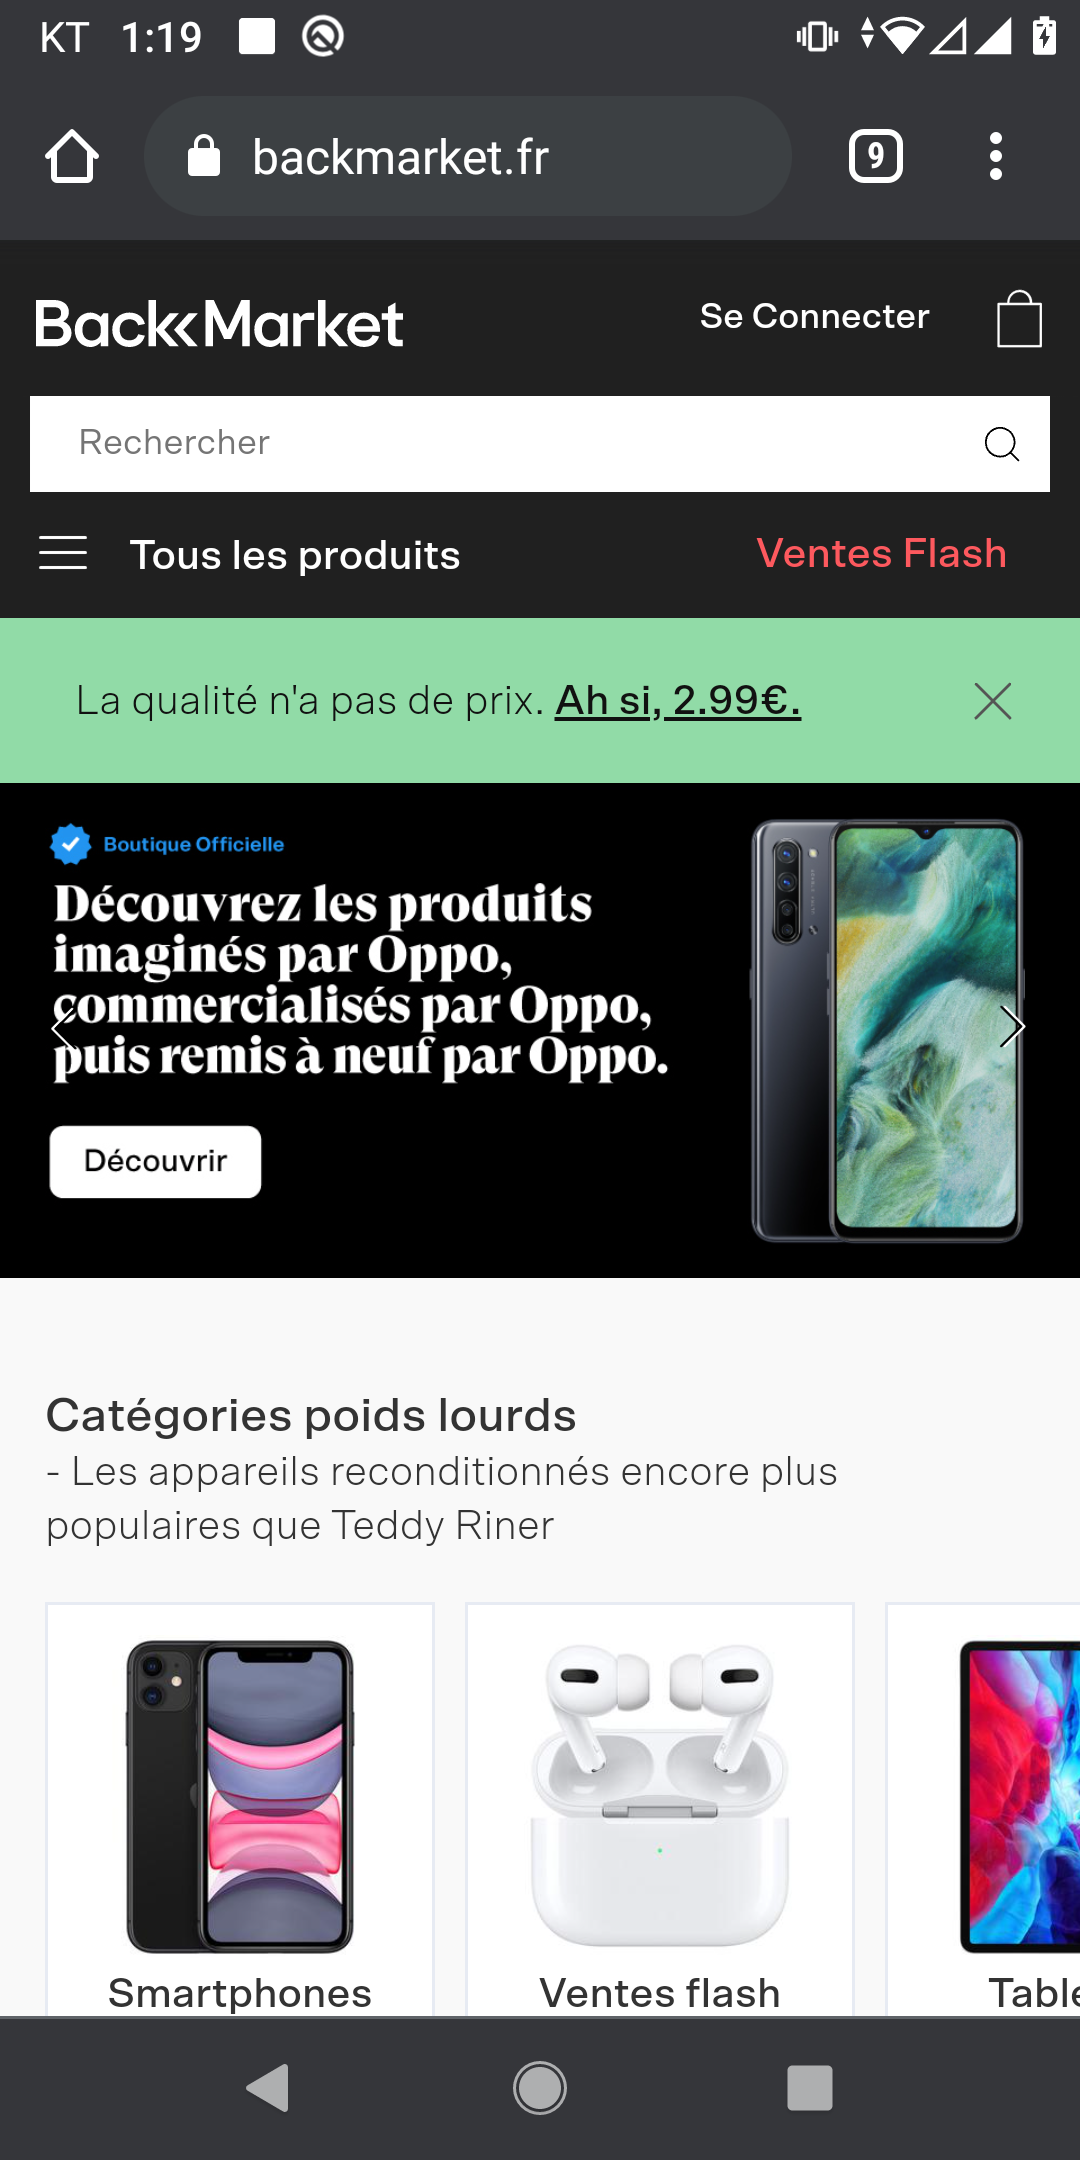 KT 1:19
backmarket.fr
9
Back Market
Se Connecter
Rechercher
Tous les produits
Ventes Flash
La qualité n'a pas de prix. Ah si, 2.99€.
Boutique Officielle
Découvrez les produits
imaginés par Oppo,
commercialisés par Oppo,
puis remis à neuf par Oppo.
Découvrir
Catégories poids lourds
- Les appareils reconditionnés encore plus
populaires que Teddy Riner
Smartphones
Ventes flash
Table